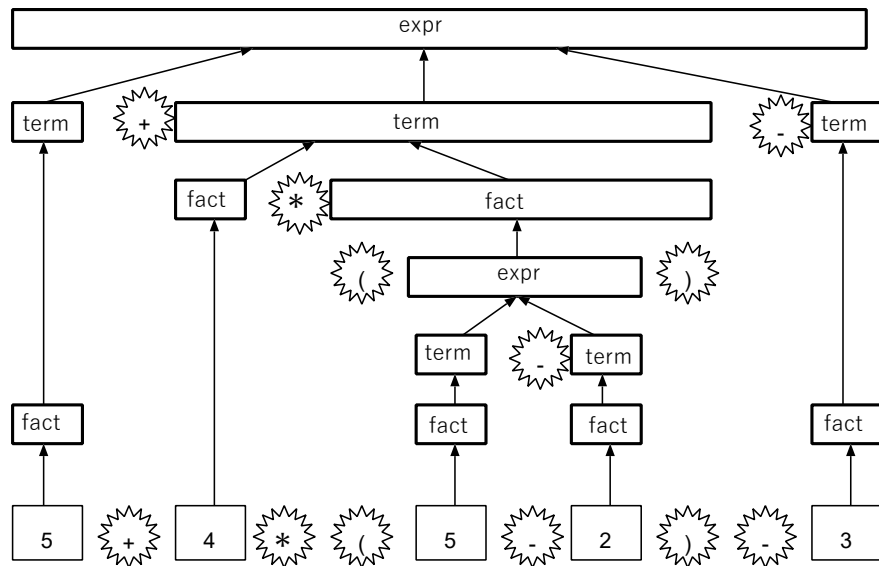 expr
term + term - term
fact * fact
( expr )
term - term
fact fact fact fact
5 + 4 * ( 5 - 2 ) - 3